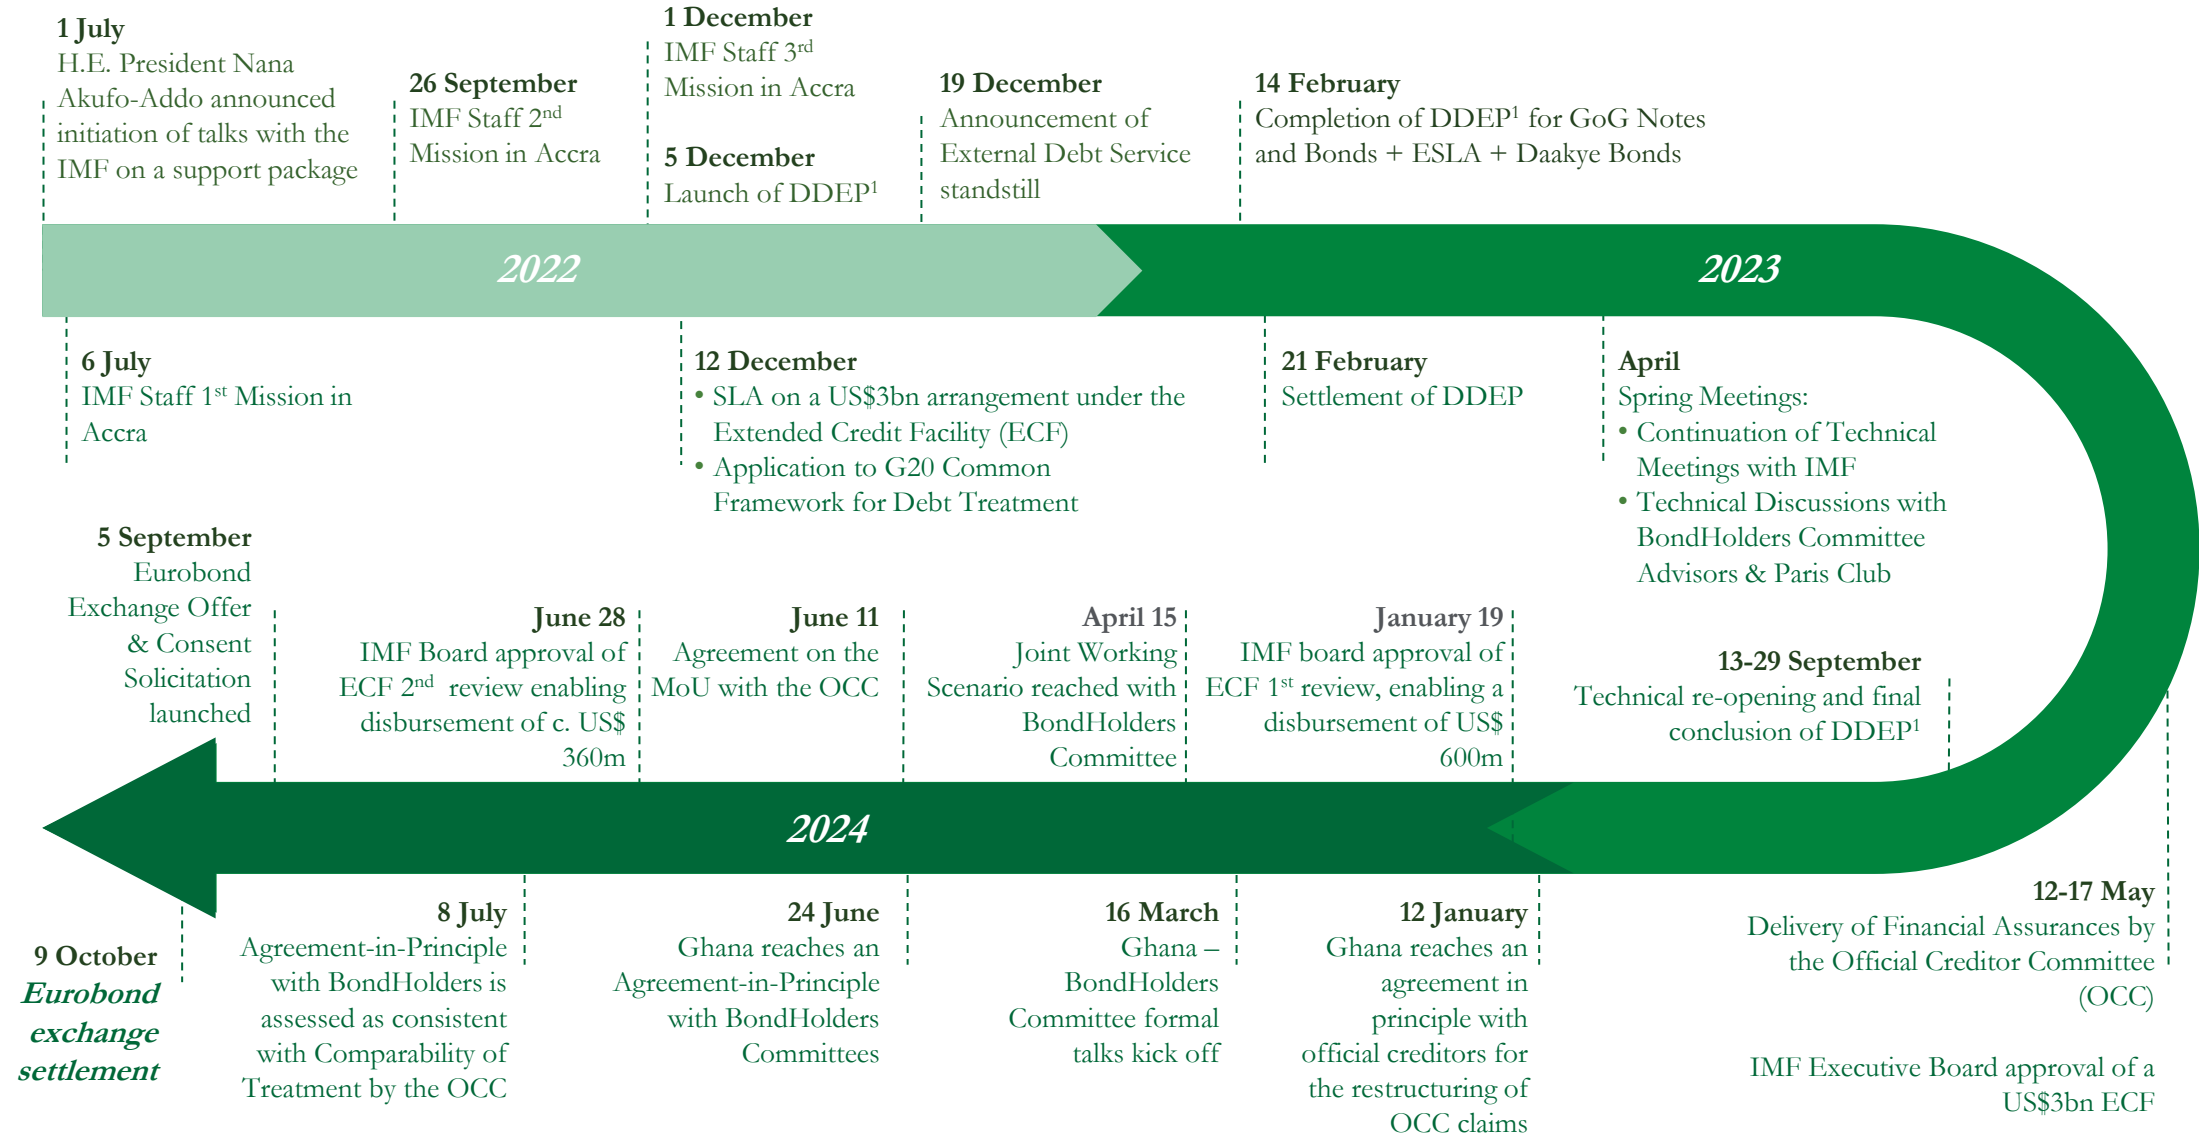 1 July
H.E. President Nana
Akufo-Addo announced
initiation of talks with the
IMF on a support package
26 September
IMF Staff 2nd
Mission in Accra
1 December
IMF Staff 3rd
Mission in Accra
5 December
Launch of DDEP1
19 December
Announcement of
External Debt Service
standstill
14 February
Completion of DDEP1 for GoG Notes
and Bonds + ESLA + Daakye Bonds
2022
2023
6 July
IMF Staff 1st Mission in
Accra
12 December
• SLA on a US$3bn arrangement under the
Extended Credit Facility (ECF)
• Application to G20 Common
Framework for Debt Treatment
21 February
Settlement of DDEP
April
Spring Meetings:
• Continuation of Technical
Meetings with IMF
• Technical Discussions with
BondHolders Committee
Advisors & Paris Club
5 September
Eurobond
Exchange Offer
& Consent
Solicitation
launched
June 28
IMF Board approval of
ECF 2nd review enabling
disbursement of c. US$
360m
June 11
Agreement on the
MoU with the OCC
April 15
Joint Working
Scenario reached with
BondHolders
Committee
January 19
IMF board approval of
ECF 1st review, enabling a
disbursement of US$
600m
13-29 September
Technical re-opening and final
conclusion of DDEP1
2024
9 October
Eurobond
exchange
settlement
8 July
Agreement-in-Principle
with BondHolders is
assessed as consistent
with Comparability of
Treatment by the OCC
24 June
Ghana reaches an
Agreement-in-Principle
with BondHolders
Committees
16 March
Ghana –
BondHolders
Committee formal
talks kick off
12 January
Ghana reaches an
agreement in
principle with
official creditors for
the restructuring of
OCC claims
12-17 May
Delivery of Financial Assurances by
the Official Creditor Committee
(OCC)
IMF Executive Board approval of a
US$3bn ECF